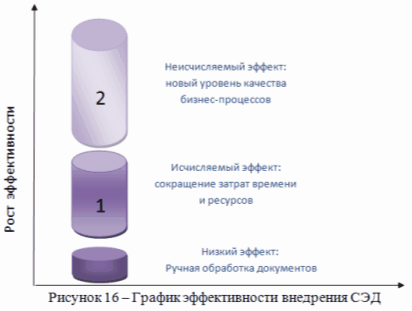 Рост эффективности
2
Неисчисляемый эффект:
новый уровень качества
бизнес-процессов
1
Исчисляемый эффект:
сокращение затрат времени
и ресурсов
Низкий эффект:
Ручная обработка документов
Рисунок 16 – График эффективности внедрения СЭД